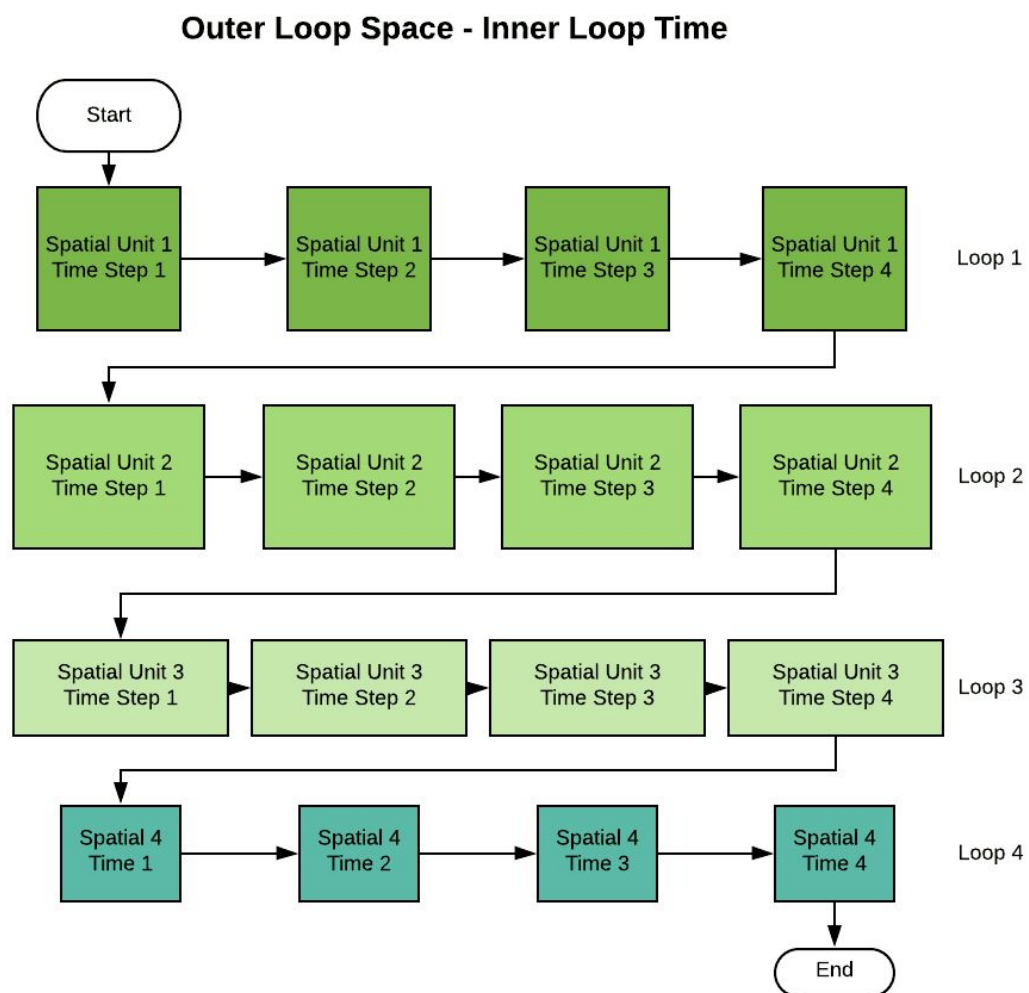 Outer Loop Space - Inner Loop Time
Start
Spatial Unit 1
Time Step 1
Spatial Unit 1
Time Step 2
Spatial Unit 1
Time Step 3
Spatial Unit 1
Time Step 4
Loop 1
Spatial Unit 2
Time Step 1
Spatial Unit 2
Time Step 2
Spatial Unit 2
Time Step 3
Spatial Unit 2
Time Step 4
Loop 2
Spatial Unit 3
Time Step 1
Spatial Unit 3
Time Step 2
Spatial Unit 3
Time Step 3
Spatial Unit 3
Time Step 4
Loop 3
Spatial 4
Time 1
Spatial 4
Time 2
Spatial 4
Time 3
Spatial 4
Time 4
Loop 4
End